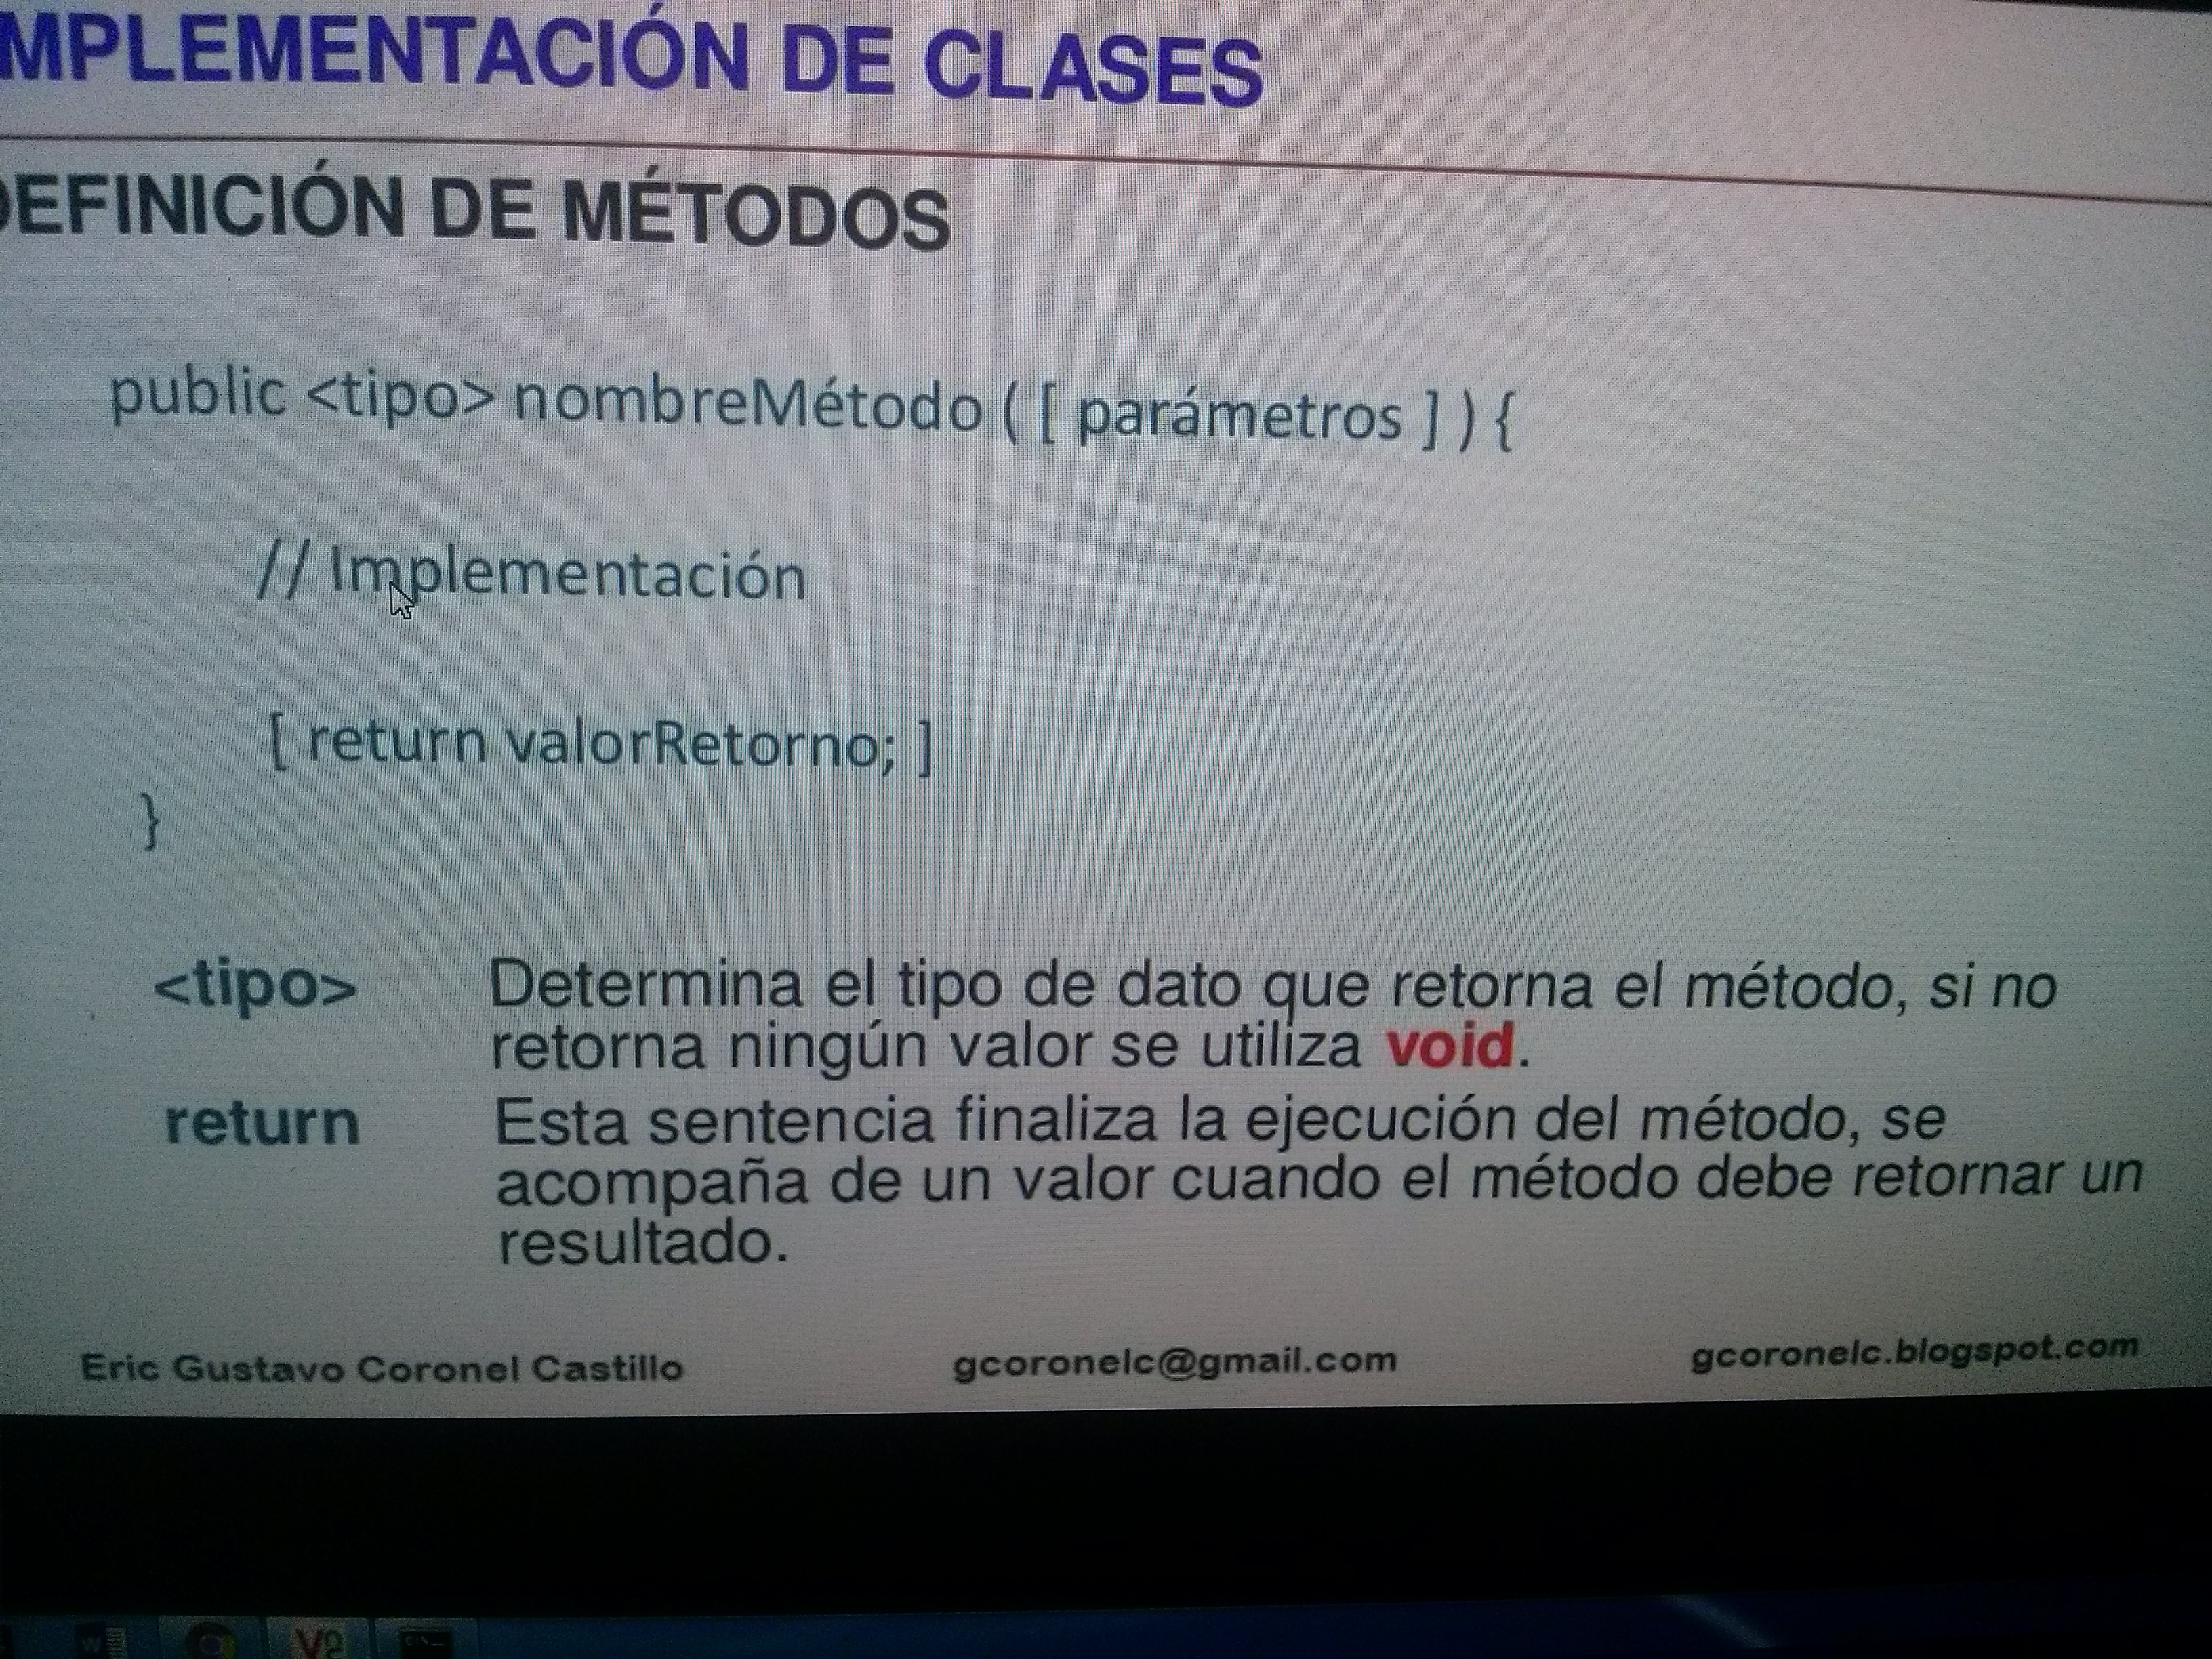 MPLEMENTACIÓN DE CLASES
DEFINICIÓN DE MÉTODOS
public <tipo> nombreMétodo ( [ parámetros ] ) {
// Implementación
[ return valorRetorno; ]
}
<tipo> Determina el tipo de dato que retorna el método, si no
retorna ningún valor se utiliza void.
return Esta sentencia finaliza la ejecución del método, se
acompaña de un valor cuando el método debe retornar un
resultado.
Eric Gustavo Coronel Castillo gcoronelc@gmail.com gcoronelc.blogspot.com